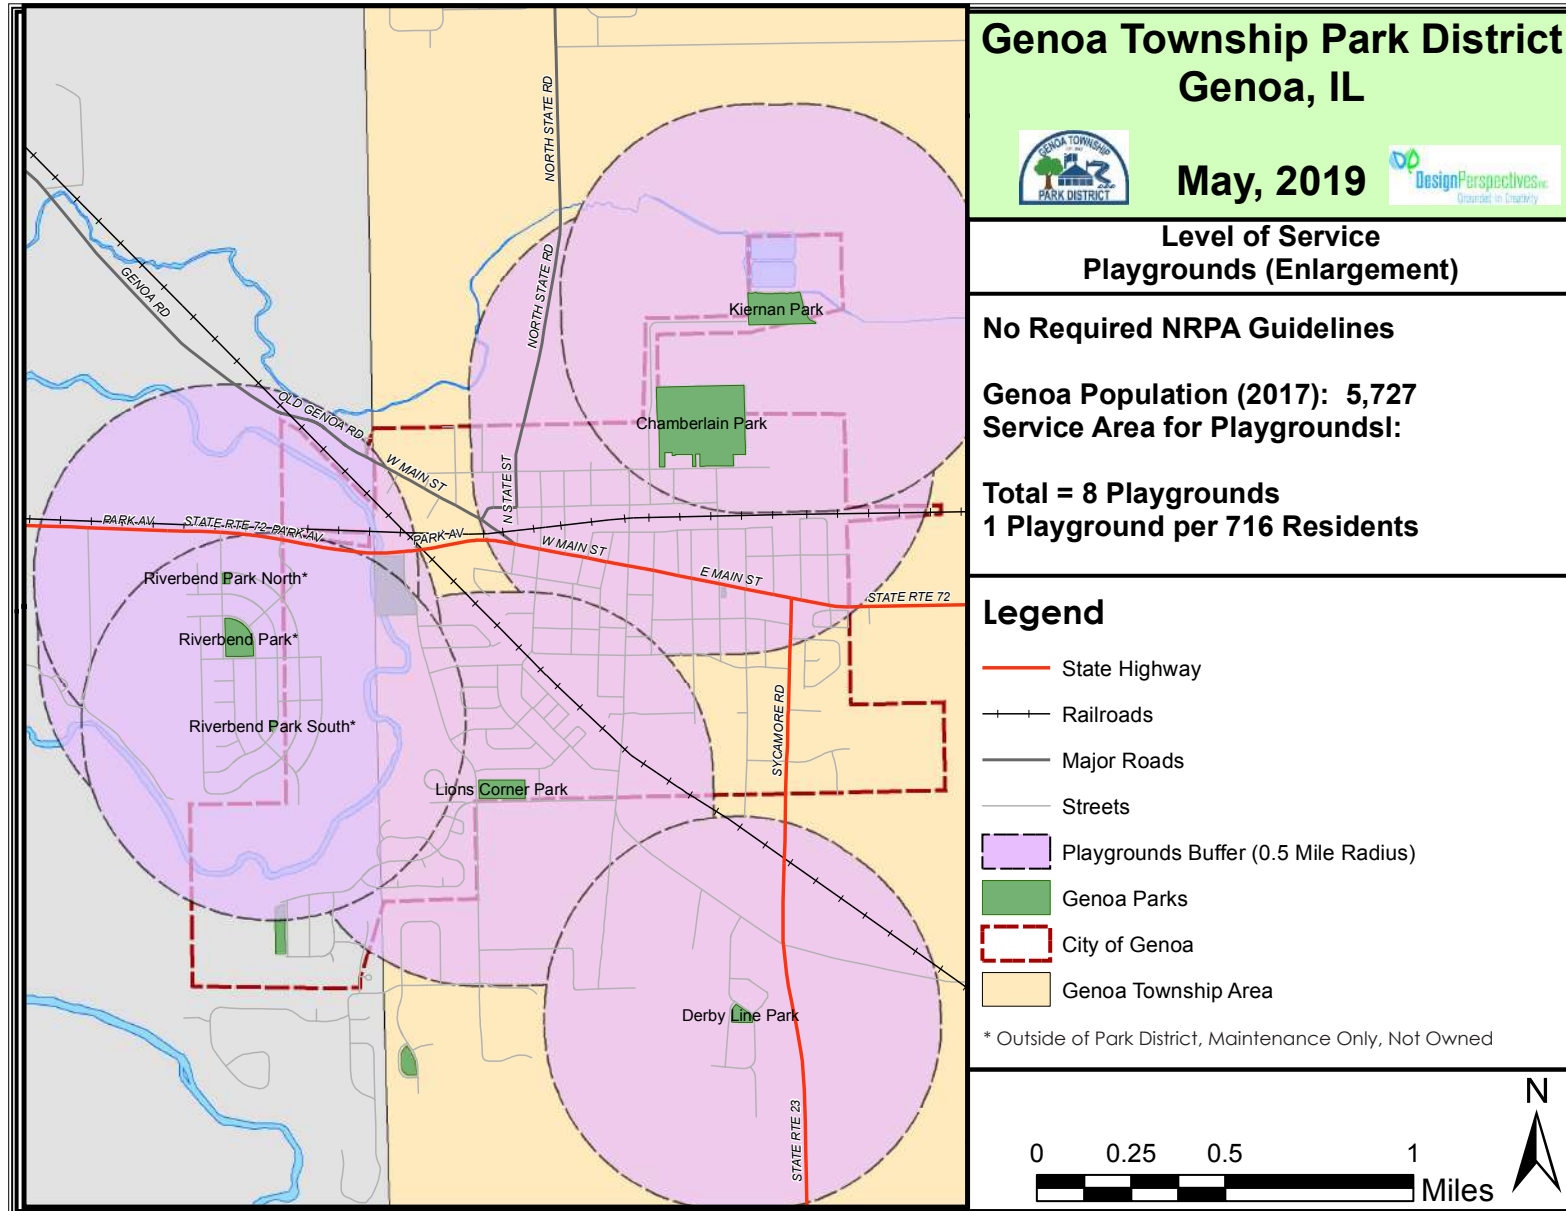 Genoa Township Park District
Genoa, IL
GENOA TOWNSHIP
PARK DISTRICT
May, 2019
DesignPerspectives INC.
Grounded in Creativity
Level of Service
Playgrounds (Enlargement)
No Required NRPA Guidelines
Genoa Population (2017): 5,727
Service Area for Playgroundsl:
Total = 8 Playgrounds
1 Playground per 716 Residents
Legend
State Highway
Railroads
Major Roads
Streets
Playgrounds Buffer (0.5 Mile Radius)
Genoa Parks
City of Genoa
Genoa Township Area
* Outside of Park District, Maintenance Only, Not Owned
N
0 0.25 0.5 1
Miles
NORTH STATE RD
NORTH STATE RD
GENOA RD
OLD GENOA RD
W MAIN ST
N STATE ST
Kiernan Park
Chamberlain Park
PARK AV
STATE RTE 72 PARK AV
PARK AV
W MAIN ST
E MAIN ST
STATE RTE 72
Riverbend Park North*
Riverbend Park*
Riverbend Park South*
SYCAMORE RD
Lions Corner Park
Derby Line Park
STATE RTE 23